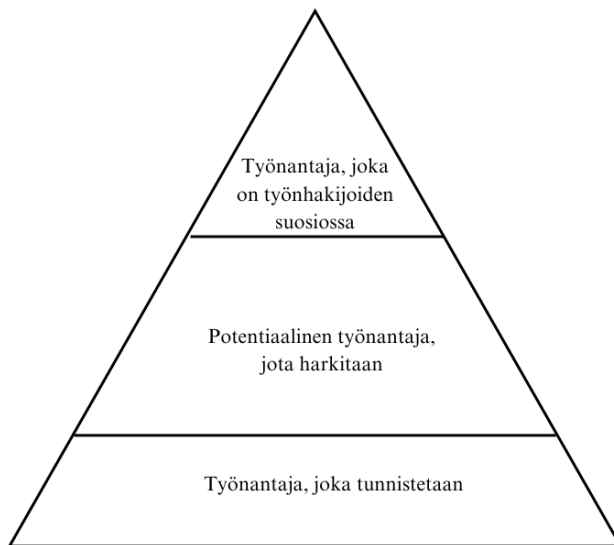 Työnantaja, joka
on työnhakijoiden
suosiossa
Potentiaalinen työnantaja,
jota harkitaan
Työnantaja, joka tunnistetaan